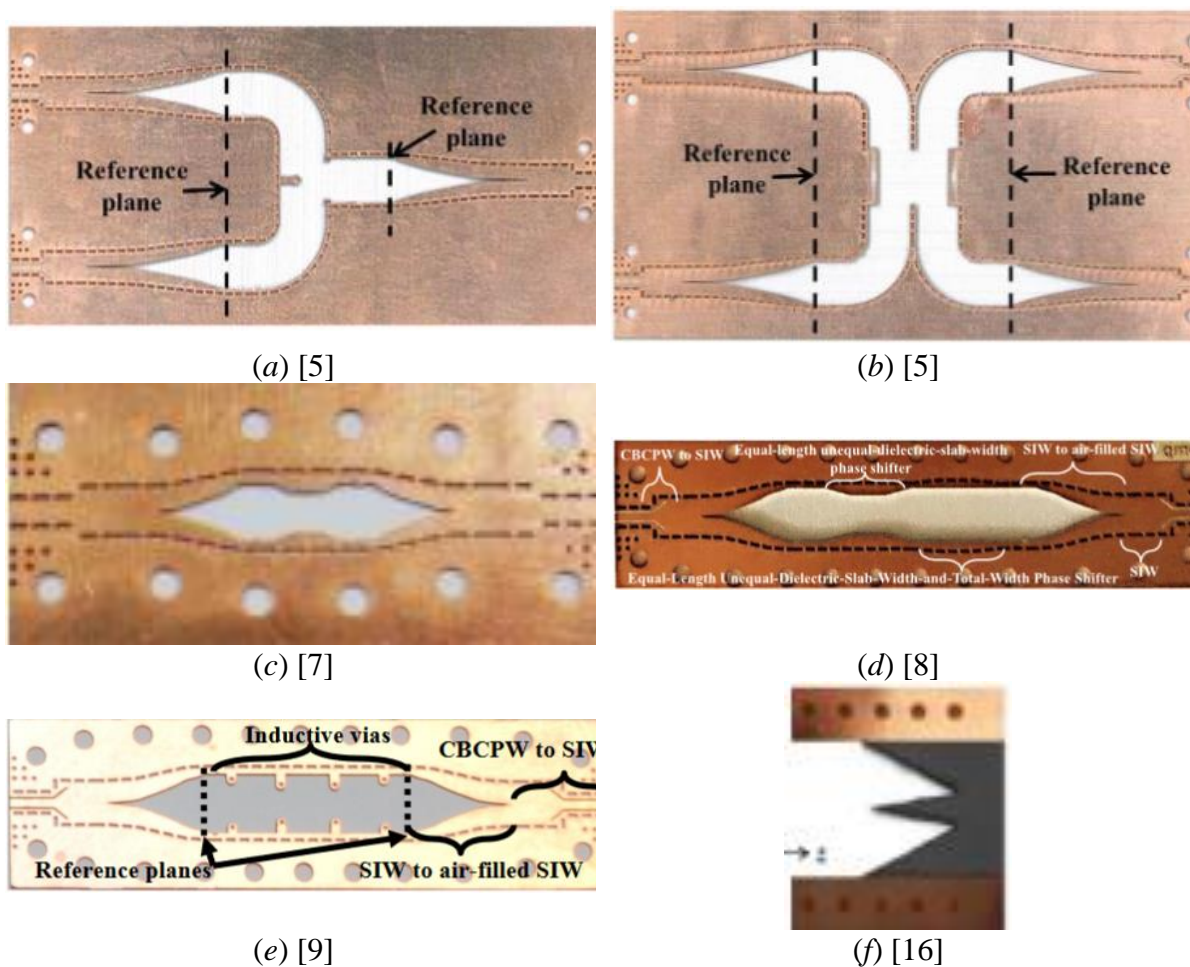 Reference
plane
Reference
plane
(a) [5]
Reference
plane
Reference
plane
(b) [5]
(c) [7]
CBCPW to SIW
Equal-length unequal-dielectric-slab-width
phase shifter
SIW to air-filled SIW
Equal-Length Unequal-Dielectric-Slab-Width-and-Total-Width Phase Shifter
SIW
(d) [8]
Inductive vias
CBCPW to SIW
Reference planes
SIW to air-filled SIW
(e) [9]
(f) [16]